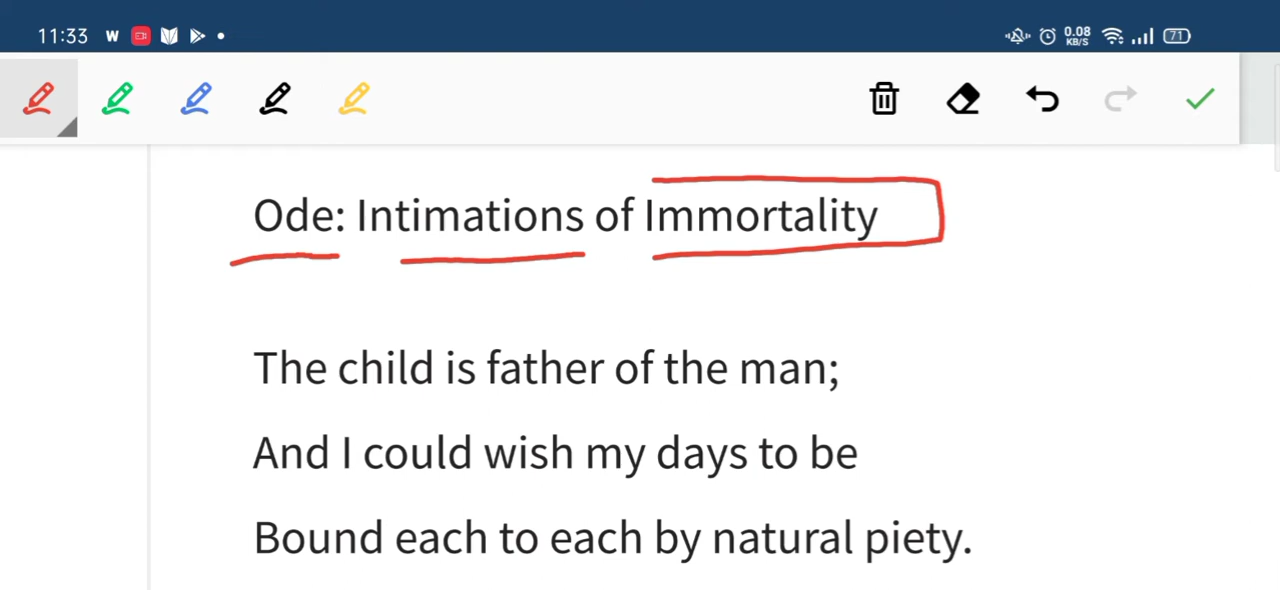 11:33 W 0.08 KB/S 71
Ode: Intimations of Immortality
The child is father of the man;
And I could wish my days to be
Bound each to each by natural piety.